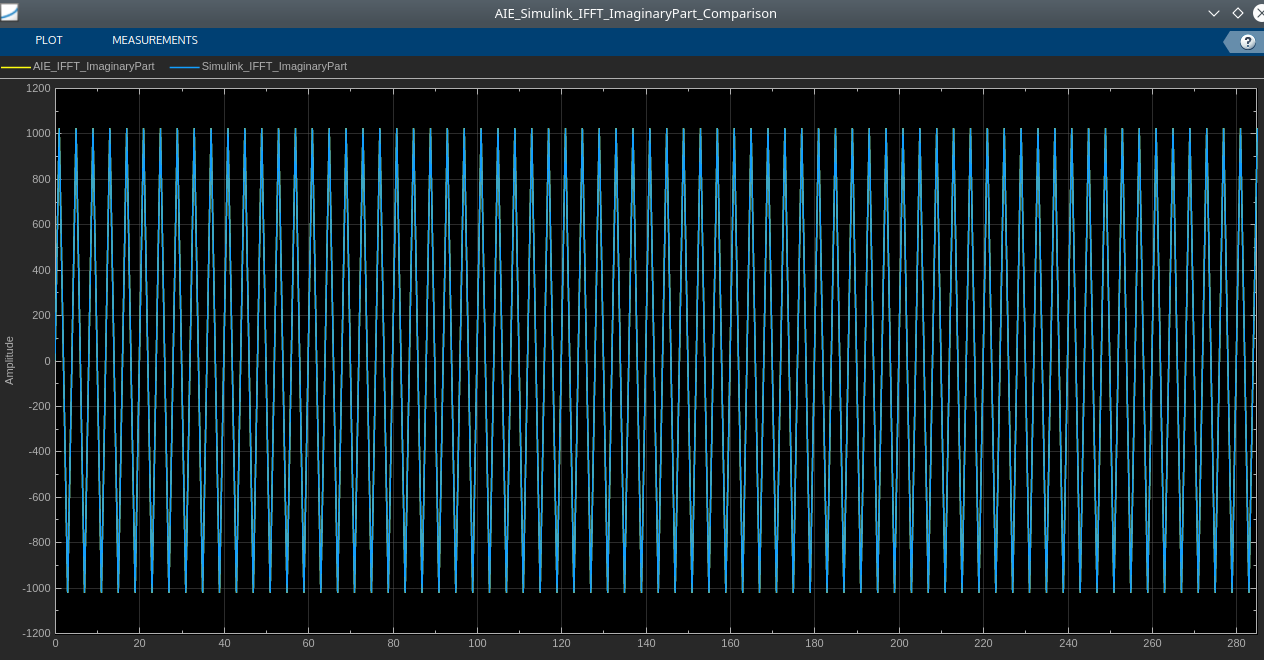 AIE_Simulink_IFFT_ImaginaryPart_Comparison
PLOT MEASUREMENTS ?
AIE_IFFT_ImaginaryPart Simulink_IFFT_ImaginaryPart
1200
1000
800
600
400
200
0
-200
-400
-600
-800
-1000
-1200
Amplitude
0 20 40 60 80 100 120 140 160 180 200 220 240 260 280